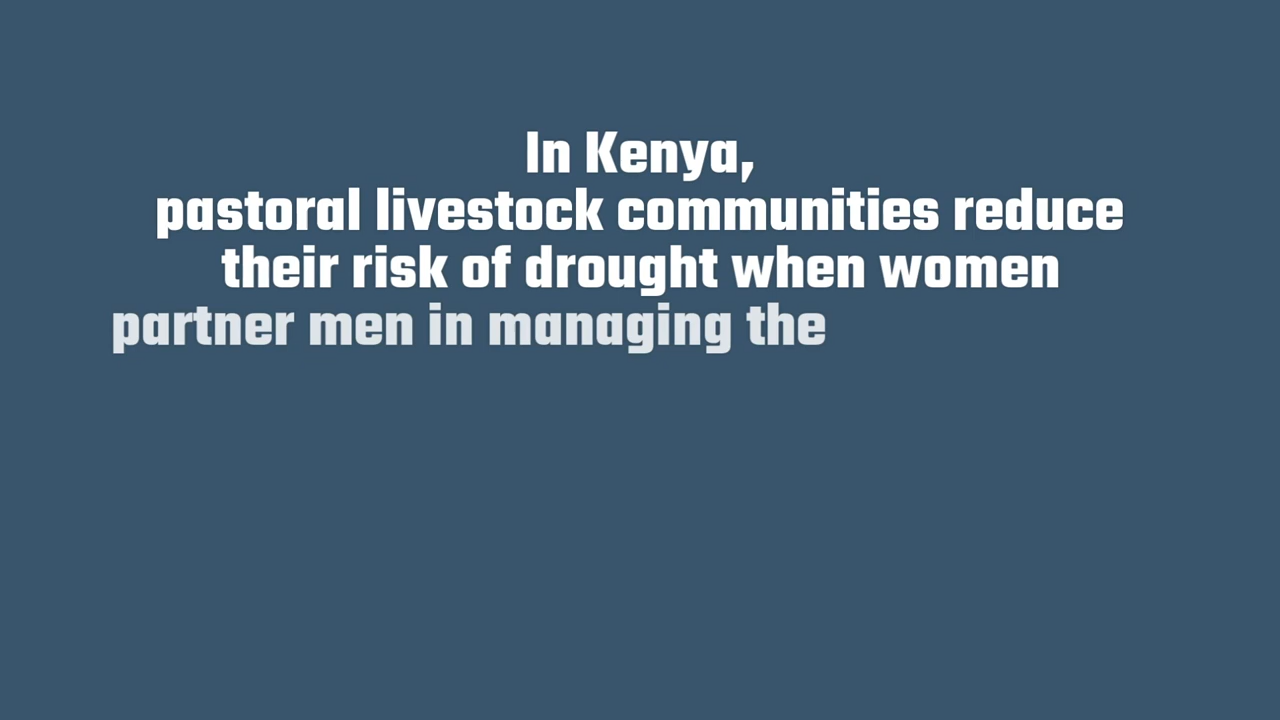 In Kenya,
pastoral livestock communities reduce
their risk of drought when women
partner men in managing the